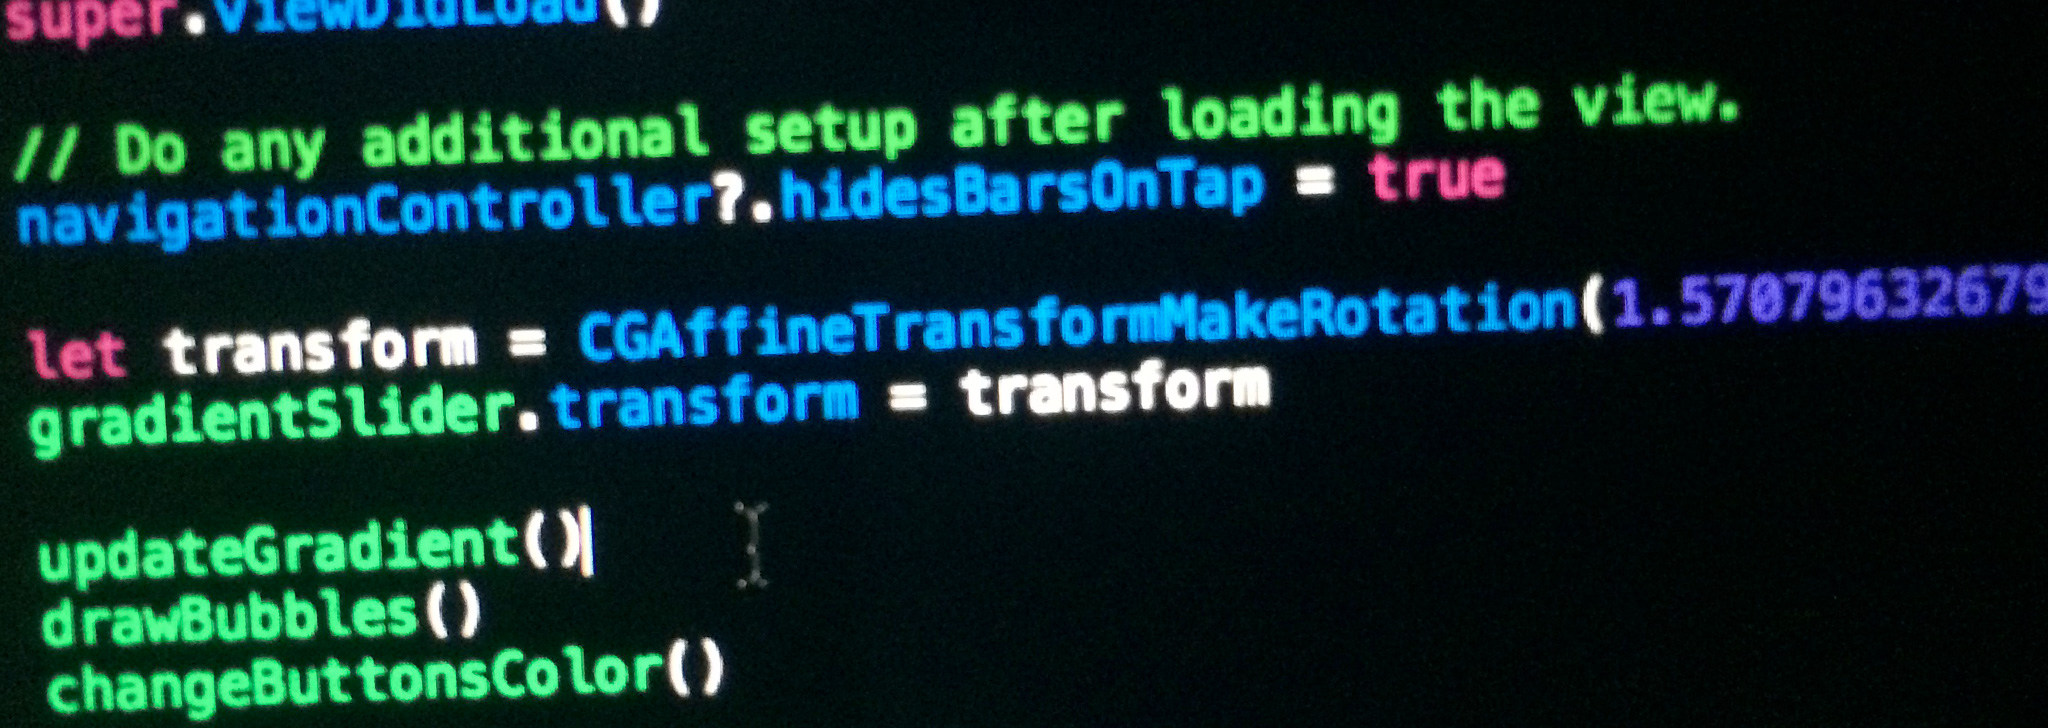 super.viewDidLoad()
// Do any additional setup after loading the view.
navigationController?.hidesBarsOnTap = true
let transform = CGAffineTransformMakeRotation(1.57079632679
gradientSlider.transform = transform
updateGradient()
drawBubbles()
changeButtonsColor()